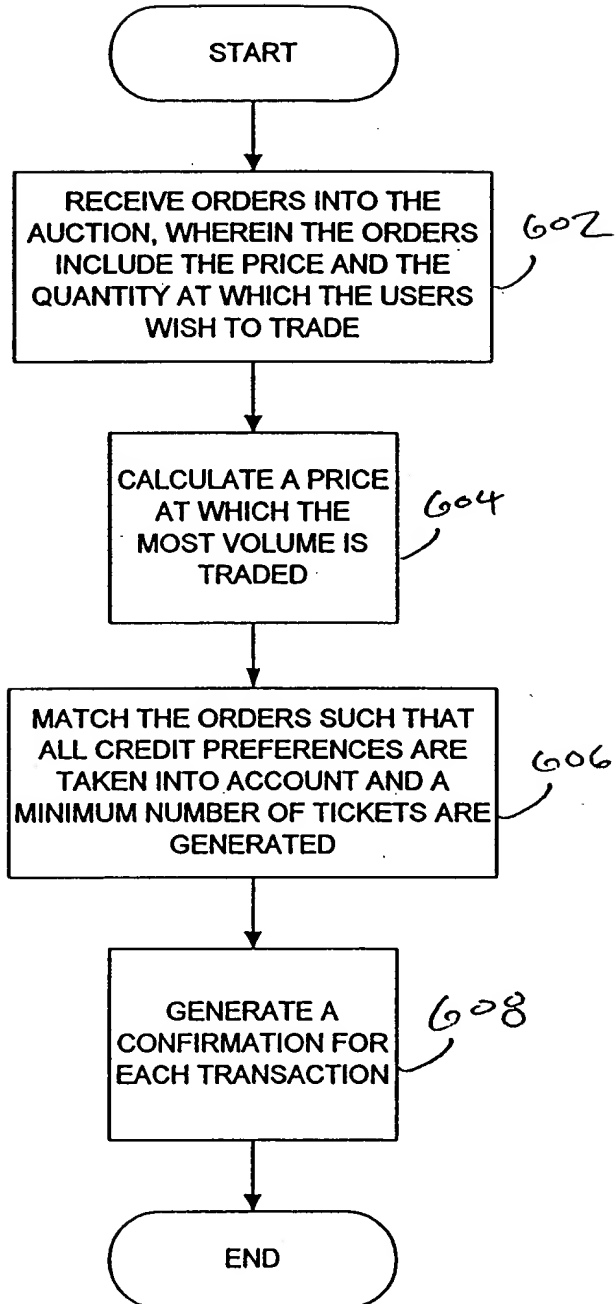 START
RECEIVE ORDERS INTO THE
AUCTION, WHEREIN THE ORDERS
INCLUDE THE PRICE AND THE
QUANTITY AT WHICH THE USERS
WISH TO TRADE
602
CALCULATE A PRICE
AT WHICH THE
MOST VOLUME IS
TRADED
604
MATCH THE ORDERS SUCH THAT
ALL CREDIT PREFERENCES ARE
TAKEN INTO ACCOUNT AND A
MINIMUM NUMBER OF TICKETS ARE
GENERATED
606
GENERATE A
CONFIRMATION FOR
EACH TRANSACTION
608
END